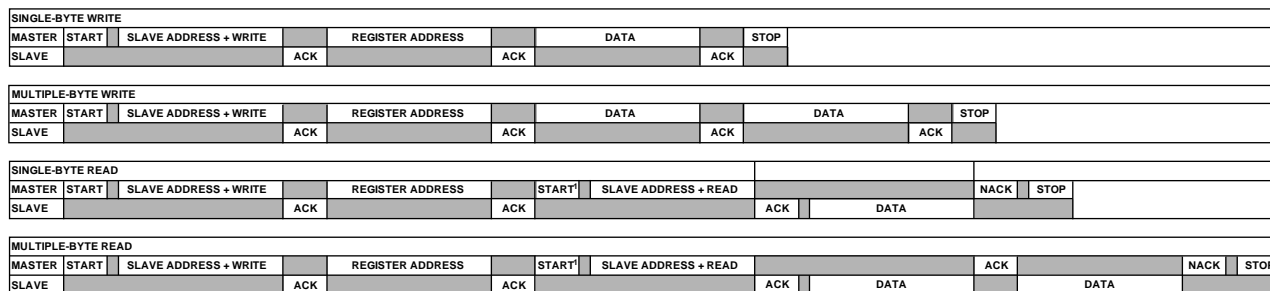 SINGLE-BYTE WRITE
MASTER START SLAVE ADDRESS + WRITE REGISTER ADDRESS DATA STOP
SLAVE ACK ACK ACK
MULTIPLE-BYTE WRITE
MASTER START SLAVE ADDRESS + WRITE REGISTER ADDRESS DATA DATA STOP
SLAVE ACK ACK ACK ACK
SINGLE-BYTE READ
MASTER START SLAVE ADDRESS + WRITE REGISTER ADDRESS START¹ SLAVE ADDRESS + READ NACK STOP
SLAVE ACK ACK ACK DATA
MULTIPLE-BYTE READ
MASTER START SLAVE ADDRESS + WRITE REGISTER ADDRESS START¹ SLAVE ADDRESS + READ ACK NACK STOP
SLAVE ACK ACK ACK DATA DATA